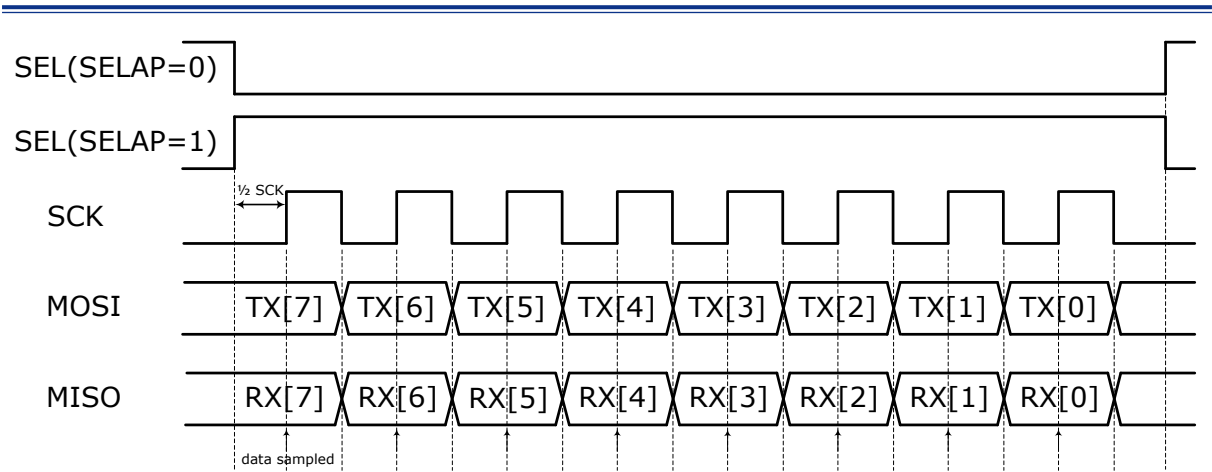 SEL(SELAP=0)
SEL(SELAP=1)
½ SCK
SCK
MOSI TX[7] TX[6] TX[5] TX[4] TX[3] TX[2] TX[1] TX[0]
MISO RX[7] RX[6] RX[5] RX[4] RX[3] RX[2] RX[1] RX[0]
data sampled